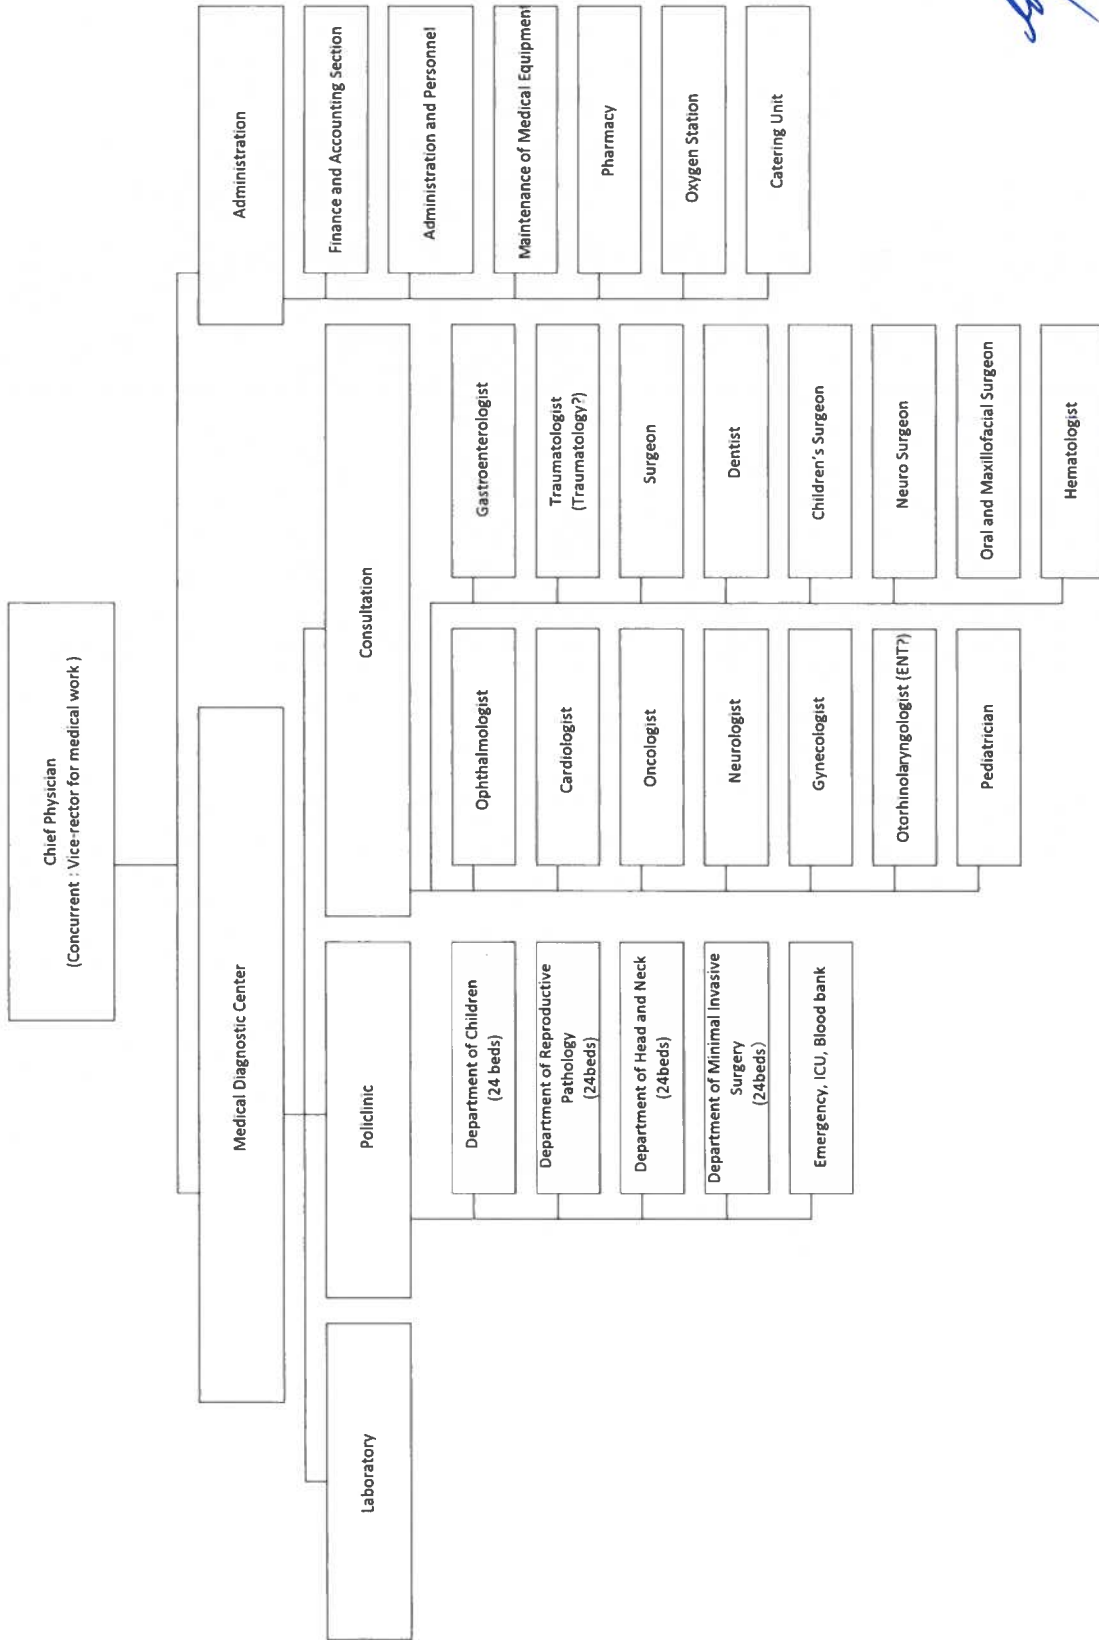 Chief Physician
(Concurrent : Vice-rector for medical work )
Medical Diagnostic Center
Administration
Laboratory
Policlinic
Consultation
Department of Children
(24 beds)
Department of Reproductive
Pathology
(24beds)
Department of Head and Neck
(24beds)
Department of Minimal Invasive
Surgery
(24beds)
Emergency, ICU, Blood bank
Ophthalmologist
Cardiologist
Oncologist
Neurologist
Gynecologist
Otorhinolaryngologist (ENT?)
Pediatrician
Gastroenterologist
Traumatologist
(Traumatology?)
Surgeon
Dentist
Children's Surgeon
Neuro Surgeon
Oral and Maxillofacial Surgeon
Hematologist
Finance and Accounting Section
Administration and Personnel
Maintenance of Medical Equipment
Pharmacy
Oxygen Station
Catering Unit